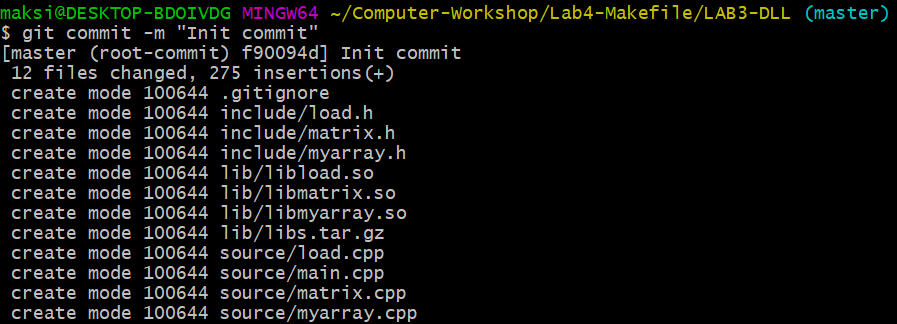 maksi@DESKTOP-BDOIVDG MINGW64 ~/Computer-Workshop/Lab4-Makefile/LAB3-DLL (master)
$ git commit -m "Init commit"
[master (root-commit) f90094d] Init commit
 12 files changed, 275 insertions(+)
 create mode 100644 .gitignore
 create mode 100644 include/load.h
 create mode 100644 include/matrix.h
 create mode 100644 include/myarray.h
 create mode 100644 lib/libload.so
 create mode 100644 lib/libmatrix.so
 create mode 100644 lib/libmyarray.so
 create mode 100644 lib/libs.tar.gz
 create mode 100644 source/load.cpp
 create mode 100644 source/main.cpp
 create mode 100644 source/matrix.cpp
 create mode 100644 source/myarray.cpp